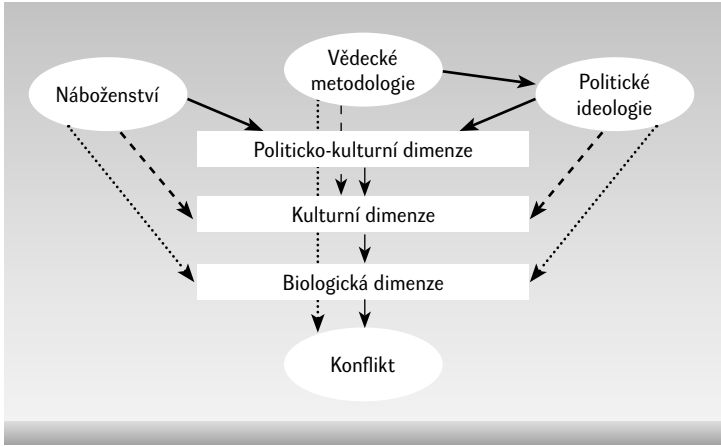 Vědecké
metodologie
Náboženství
Politické
ideologie
Politicko-kulturní dimenze
Kulturní dimenze
Biologická dimenze
Konflikt